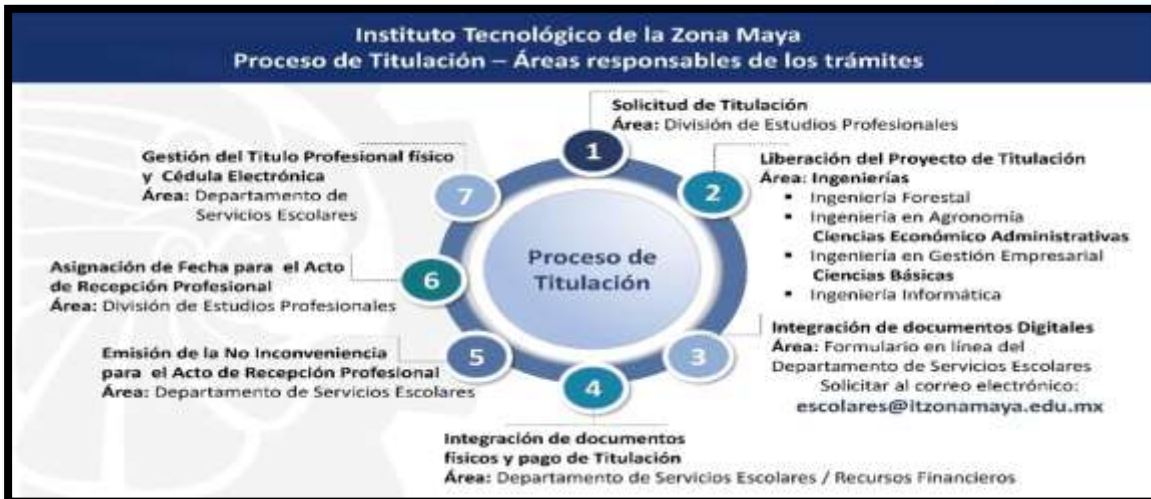 Instituto Tecnológico de la Zona Maya
Proceso de Titulación – Áreas responsables de los trámites
1
Solicitud de Titulación
Área: División de Estudios Profesionales
2
Liberación del Proyecto de Titulación
Área: Ingenierías
▪ Ingeniería Forestal
▪ Ingeniería en Agronomía
Ciencias Económico Administrativas
▪ Ingeniería en Gestión Empresarial
Ciencias Básicas
▪ Ingeniería Informática
3
Integración de documentos Digitales
Área: Formulario en línea del
Departamento de Servicios Escolares
Solicitar al correo electrónico:
escolares@itzonamaya.edu.mx
4
Integración de documentos
físicos y pago de Titulación
Área: Departamento de Servicios Escolares / Recursos Financieros
5
Emisión de la No Inconveniencia
para el Acto de Recepción Profesional
Área: Departamento de Servicios Escolares
6
Asignación de Fecha para el Acto
de Recepción Profesional
Área: División de Estudios Profesionales
7
Gestión del Titulo Profesional físico
y Cédula Electrónica
Área: Departamento de
Servicios Escolares
Proceso de
Titulación